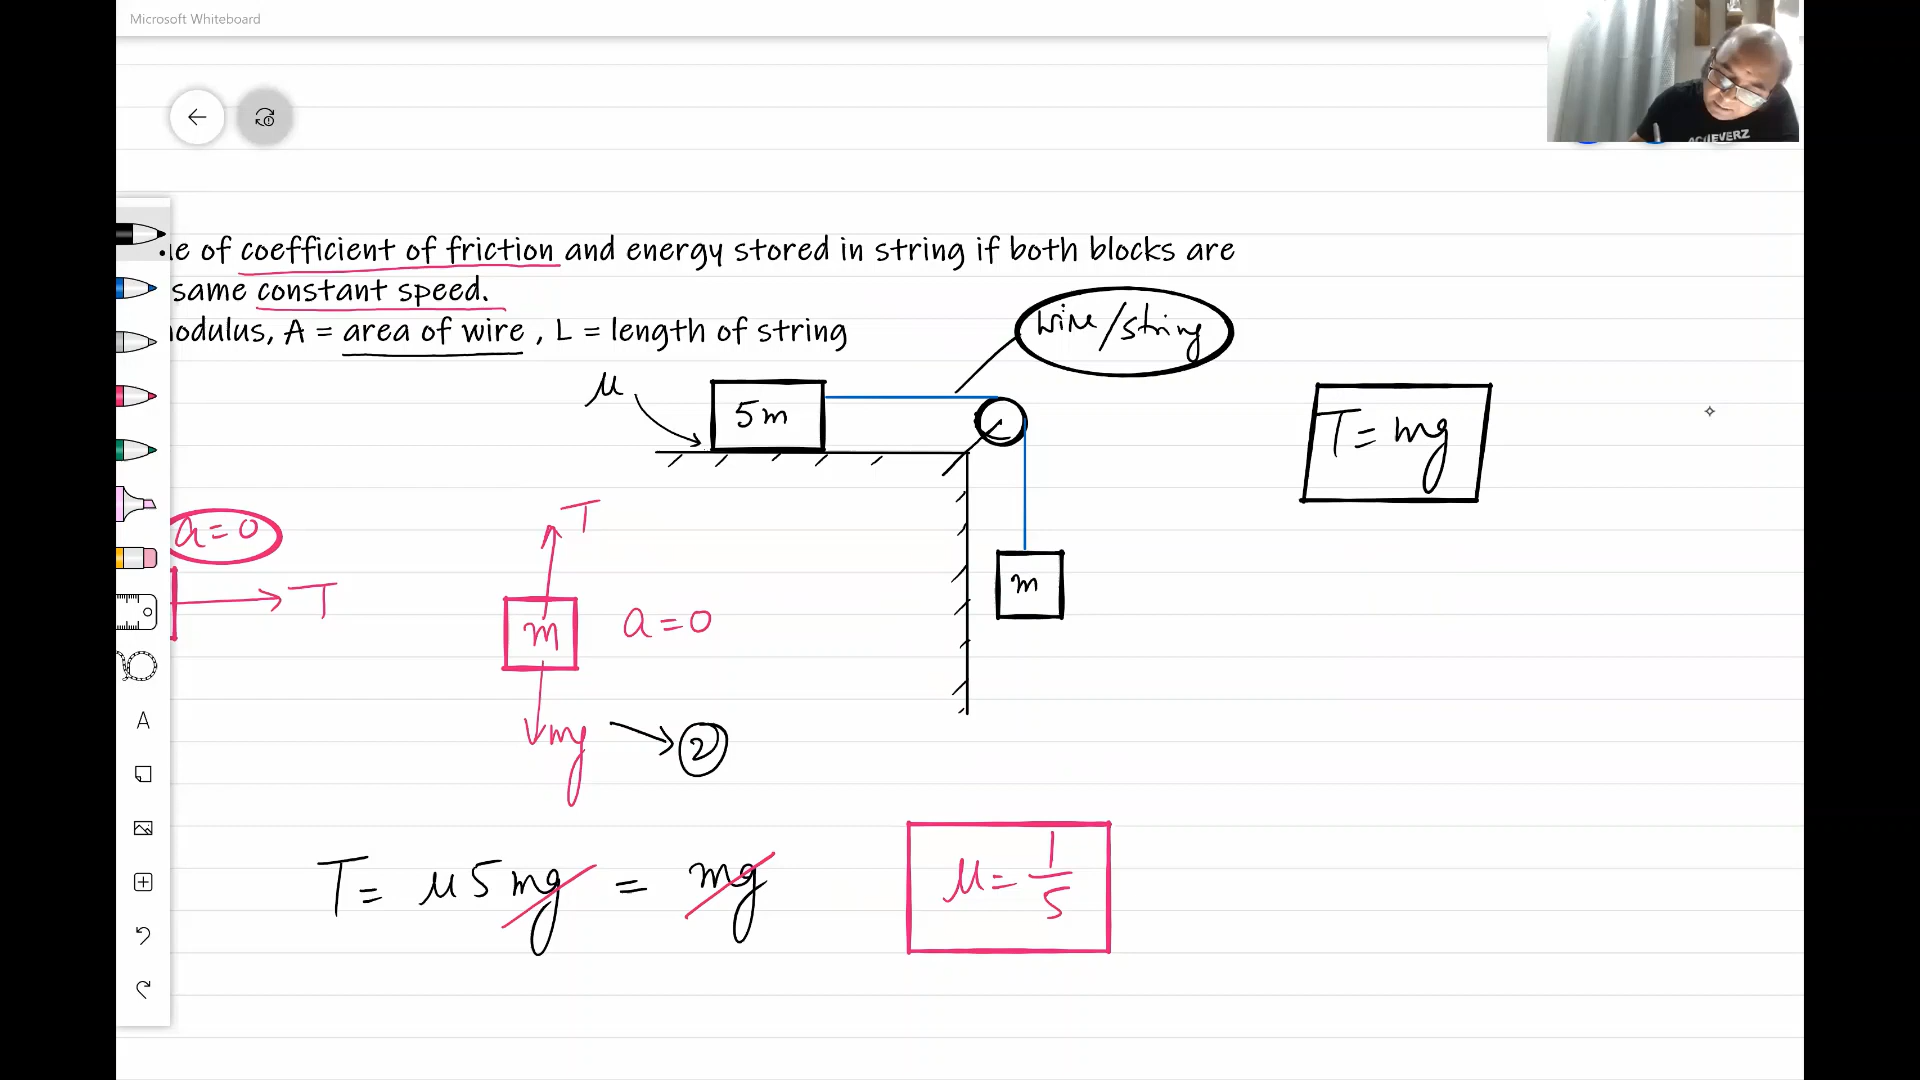 Microsoft Whiteboard
ACHIEVERZ
ue of coefficient of friction and energy stored in string if both blocks are
same constant speed.
modulus, A = area of wire , L = length of string
wire/string
μ
5m
T = mg
a = 0
T
T
m
a = 0
m
mg
2
T = μ 5 mg = mg
μ = 1/5
A